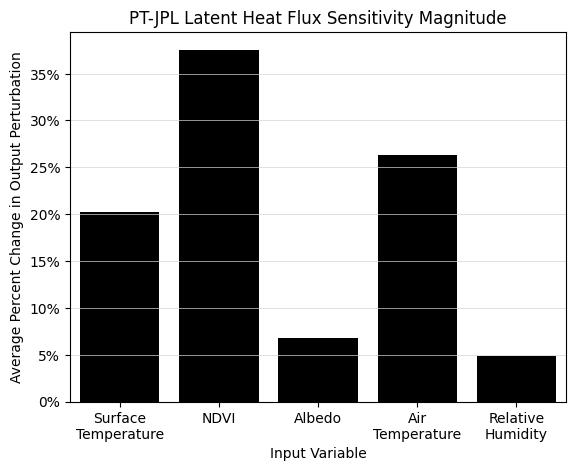 PT-JPL Latent Heat Flux Sensitivity Magnitude
Average Percent Change in Output Perturbation
35%
30%
25%
20%
15%
10%
5%
0%
Surface
Temperature
NDVI
Albedo
Air
Temperature
Relative
Humidity
Input Variable